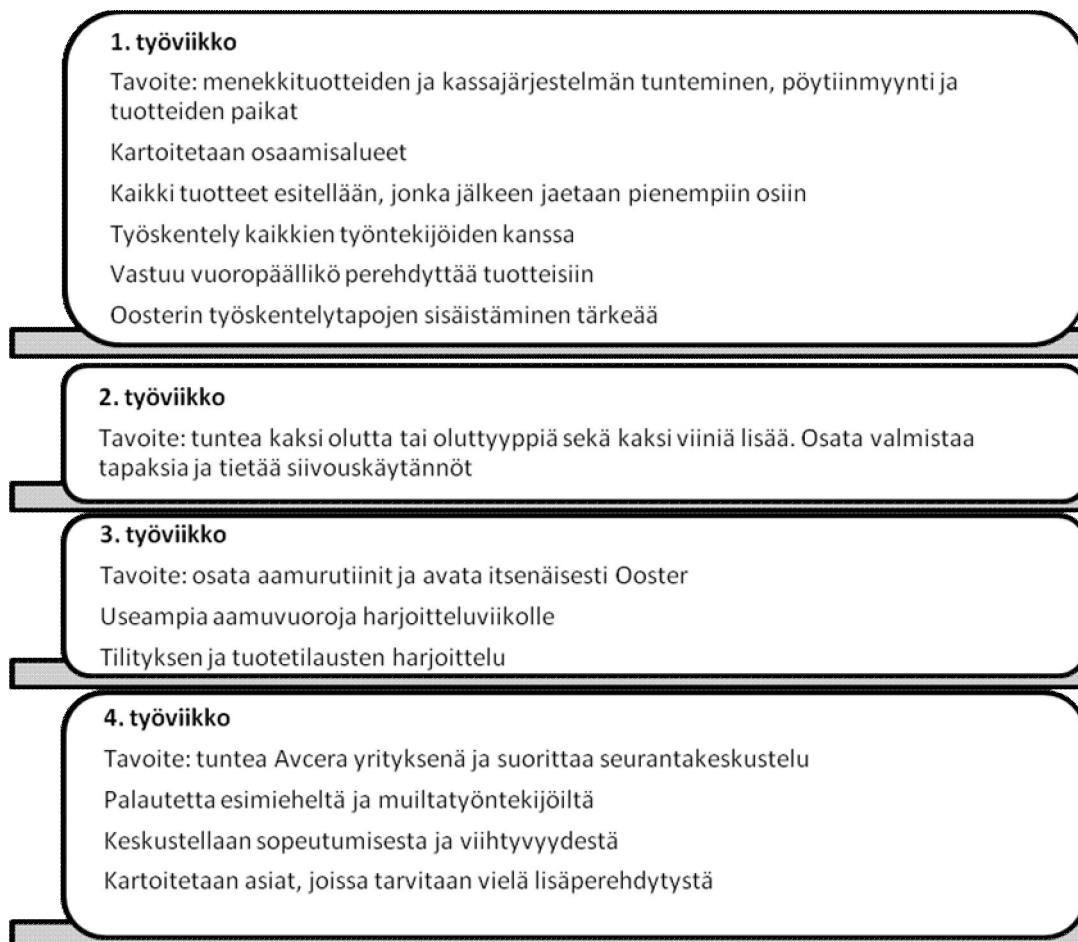 1. työviikko
Tavoite: menekkituotteiden ja kassajärjestelmän tunteminen, pöytiinmyynti ja
tuotteiden paikat
Kartoitetaan osaamisalueet
Kaikki tuotteet esitellään, jonka jälkeen jaetaan pienempiin osiin
Työskentely kaikkien työntekijöiden kanssa
Vastuu vuoropäällikö perehdyttää tuotteisiin
Oosterin työskentelytapojen sisäistäminen tärkeää
2. työviikko
Tavoite: tuntea kaksi olutta tai oluttyyppiä sekä kaksi viiniä lisää. Osata valmistaa
tapaksia ja tietää siivouskäytännöt
3. työviikko
Tavoite: osata aamurutiinit ja avata itsenäisesti Ooster
Useampia aamuvuoroja harjoitteluviikolle
Tilityksen ja tuotetilausten harjoittelu
4. työviikko
Tavoite: tuntea Avcera yrityksenä ja suorittaa seurantakeskustelu
Palautetta esimieheltä ja muiltatyöntekijöiltä
Keskustellaan sopeutumisesta ja viihtyvyydestä
Kartoitetaan asiat, joissa tarvitaan vielä lisäperehdytystä